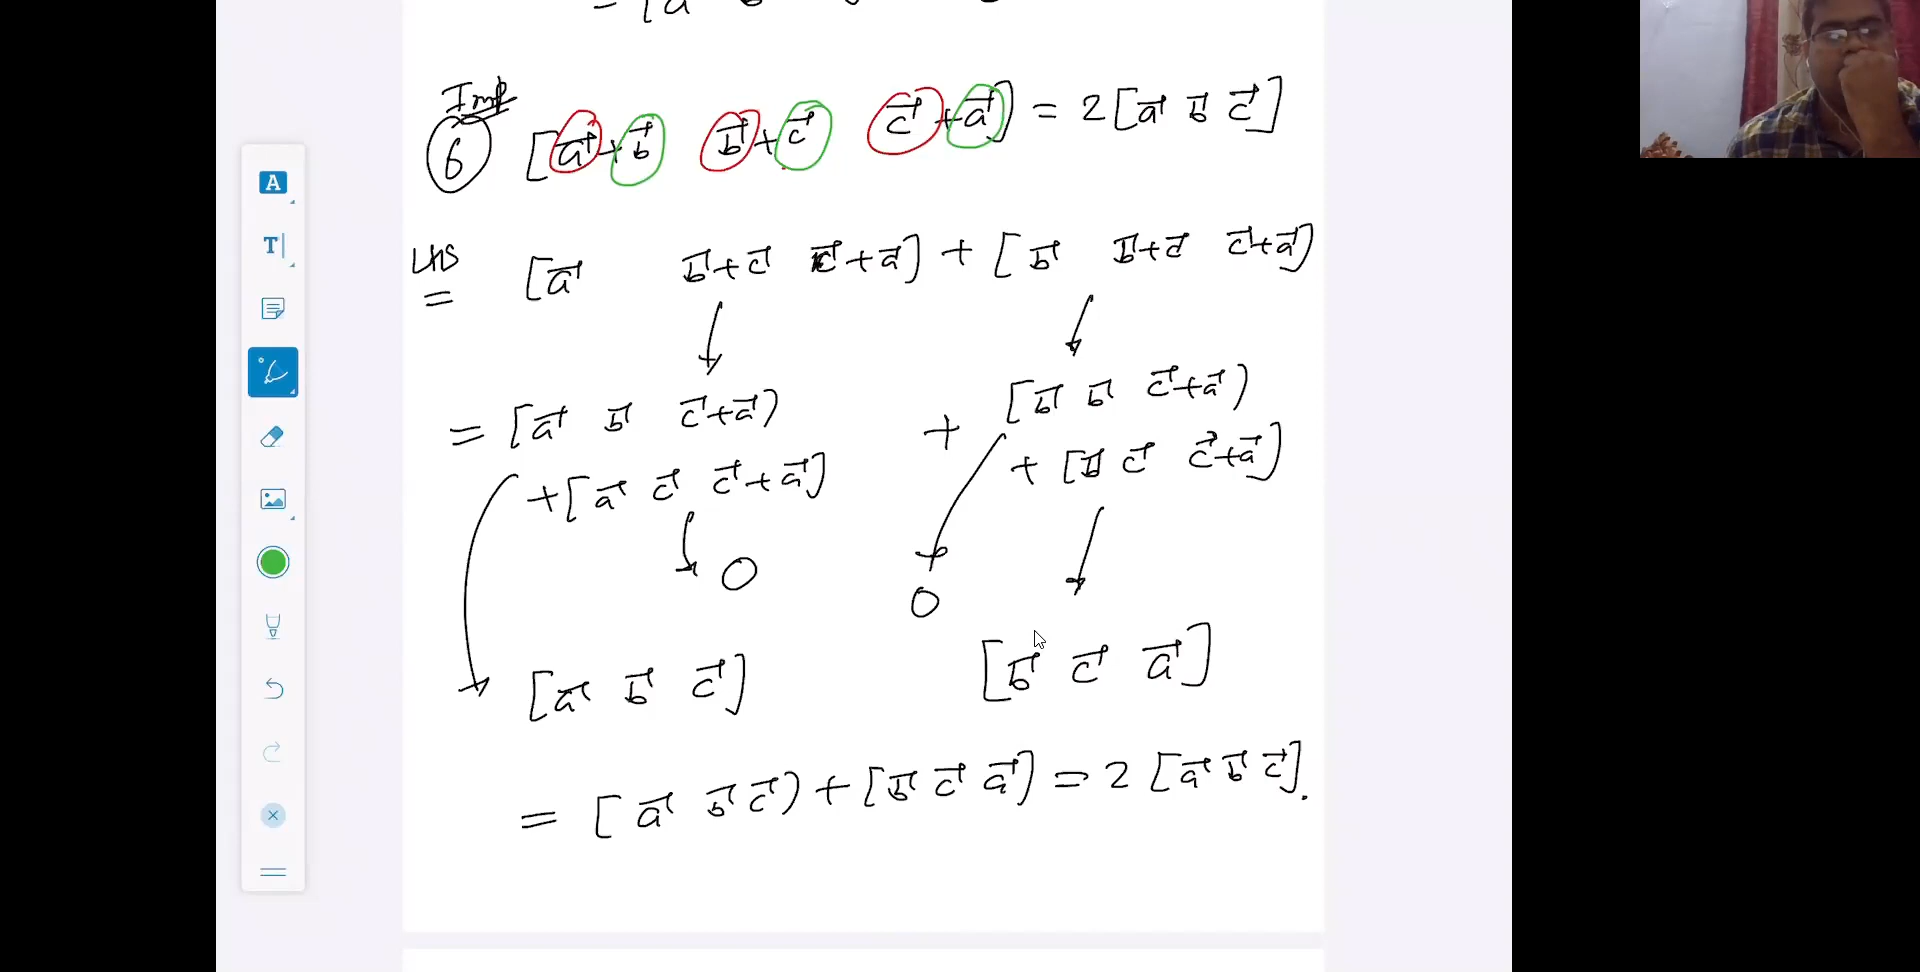 = [a⃗ b
Imp
⑥ [a⃗+b⃗ b⃗+c⃗ c⃗+a⃗] = 2[a⃗ b⃗ c⃗]
LHS
= [a⃗ b⃗+c⃗ c⃗+a⃗] + [b⃗ b⃗+c⃗ c⃗+a⃗]
= [a⃗ b⃗ c⃗+a⃗) + [b⃗ b⃗ c⃗+a⃗)
+[a⃗ c⃗ c⃗+a⃗] + [b⃗ c⃗ c⃗+a⃗]
0 0
[a⃗ b⃗ c⃗] [b⃗ c⃗ a⃗]
= [a⃗ b⃗ c⃗) + [b⃗ c⃗ a⃗] = 2 [a⃗ b⃗ c⃗].
A
T